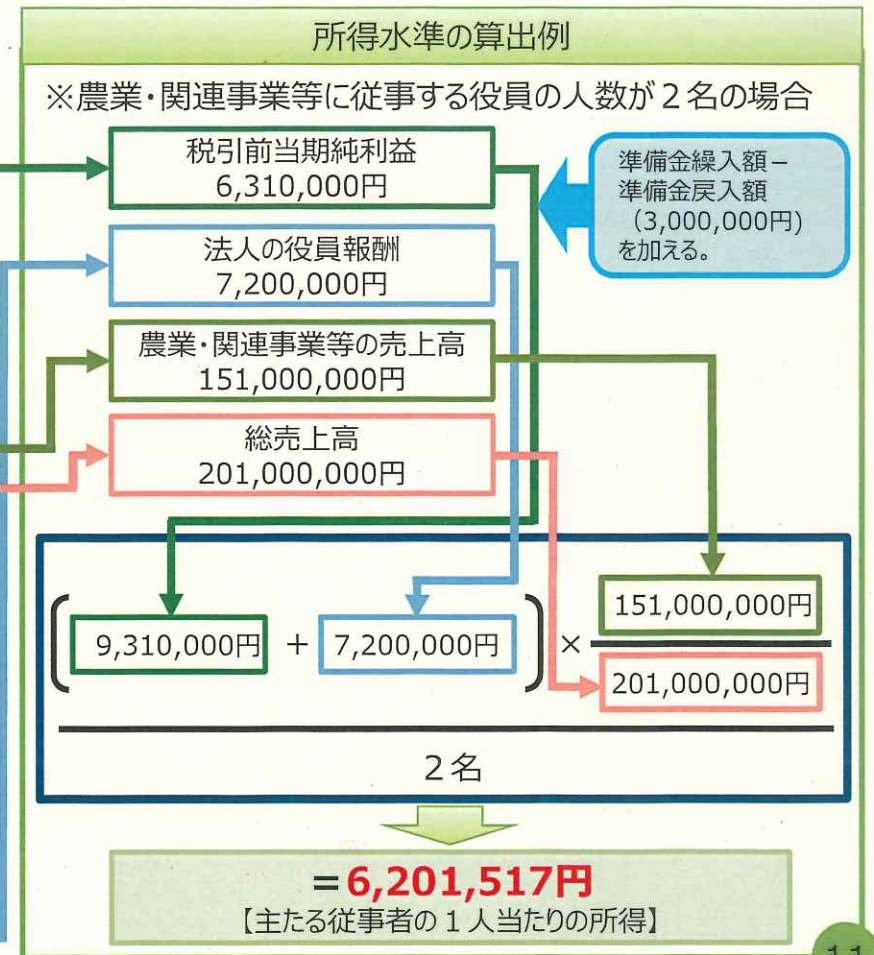 所得水準の算出例
※農業・関連事業等に従事する役員の人数が２名の場合
税引前当期純利益
6,310,000円
準備金繰入額－
準備金戻入額
（3,000,000円）
を加える。
法人の役員報酬
7,200,000円
農業・関連事業等の売上高
151,000,000円
総売上高
201,000,000円
9,310,000円 + 7,200,000円 × 151,000,000円
201,000,000円
２名
＝6,201,517円
【主たる従事者の１人当たりの所得】
11